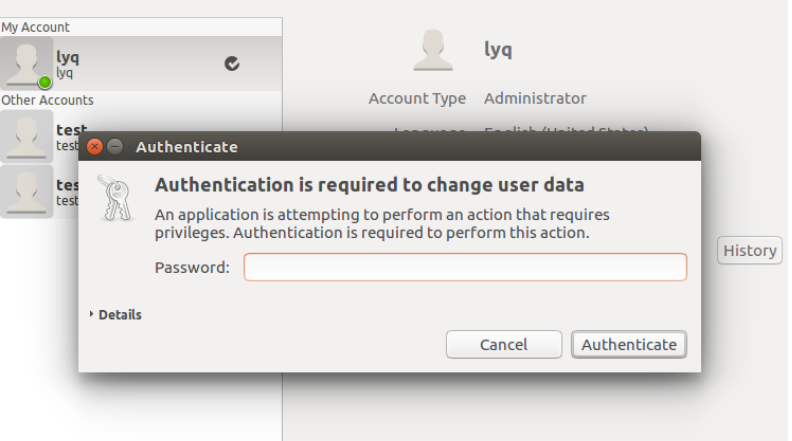 My Account
lyq
lyq
Other Accounts
test
test
tes
test
lyq
Account Type Administrator
Language English (United States)
Authenticate
Authentication is required to change user data
An application is attempting to perform an action that requires
privileges. Authentication is required to perform this action.
Password:
History
Details
Cancel Authenticate